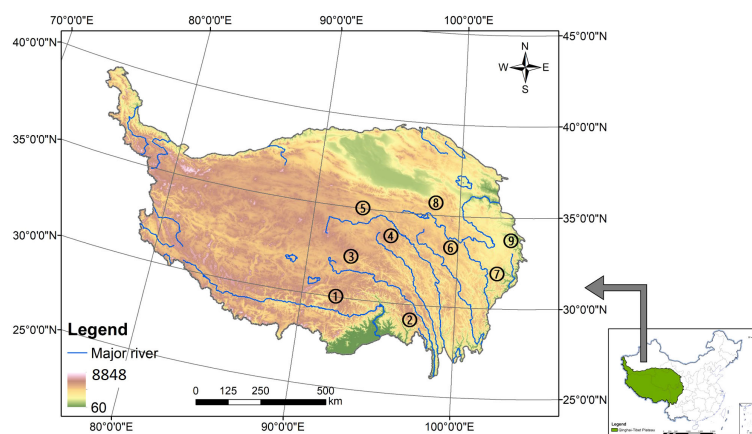 70°0'0"N 80°0'0"N 90°0'0"N 100°0'0"N
40°0'0"N
35°0'0"N
30°0'0"N
25°0'0"N
45°0'0"N
40°0'0"N
35°0'0"N
30°0'0"N
25°0'0"N
N
W E
S
5 8
4 9
3 6
7
1
2
Legend
Major river
8848
60
0 125 250 500
km
80°0'0"N 90°0'0"N 100°0'0"N
Legend
Qinghai-Tibet Plateau